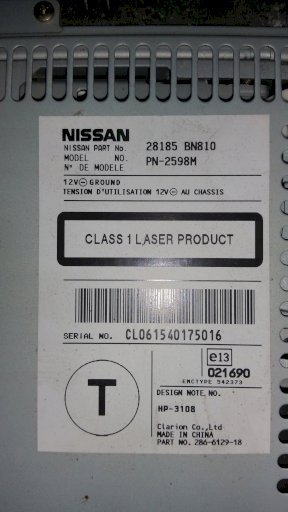 NISSAN
NISSAN PART No. 28185 BN810
MODEL NO. PN-2598M
N° DE MODELE
12V⊖GROUND
TENSION D'UTILISATION 12V⊖ AU CHASSIS
CLASS 1 LASER PRODUCT
SERIAL NO. CL061540175016
e13
021690
EMCTYPE 542373
T
DESIGN NOTE. NO.
HP-3108
Clarion Co.,Ltd
MADE IN CHINA
PART NO. 286-6129-18